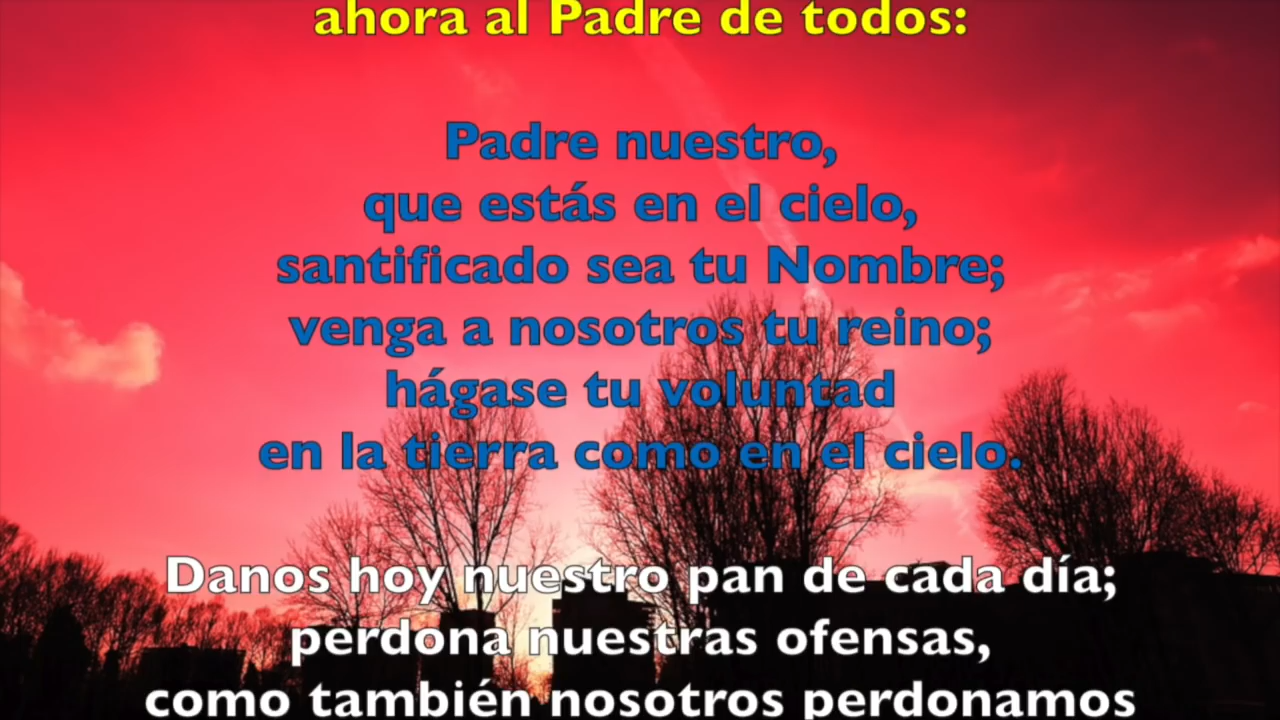 ahora al Padre de todos:
Padre nuestro,
que estás en el cielo,
santificado sea tu Nombre;
venga a nosotros tu reino;
hágase tu voluntad
en la tierra como en el cielo.
Danos hoy nuestro pan de cada día;
perdona nuestras ofensas,
como también nosotros perdonamos